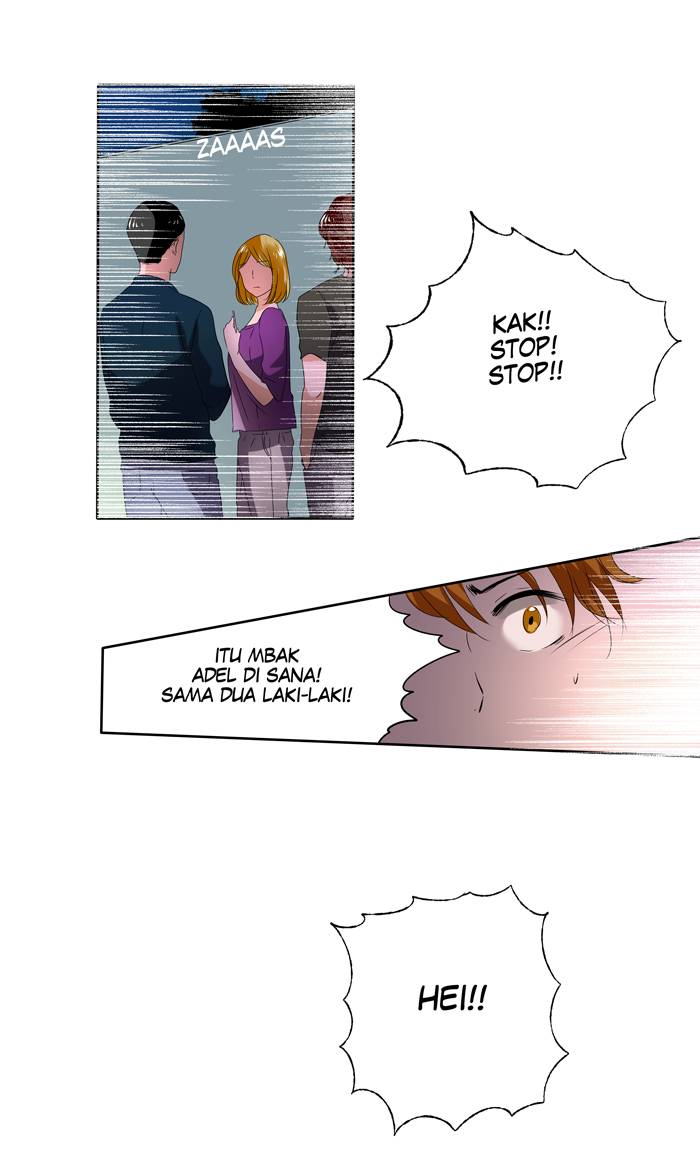 ZAAAAS
KAK!!
STOP!
STOP!!
ITU MBAK
ADEL DI SANA!
SAMA DUA LAKI-LAKI!
HEI!!